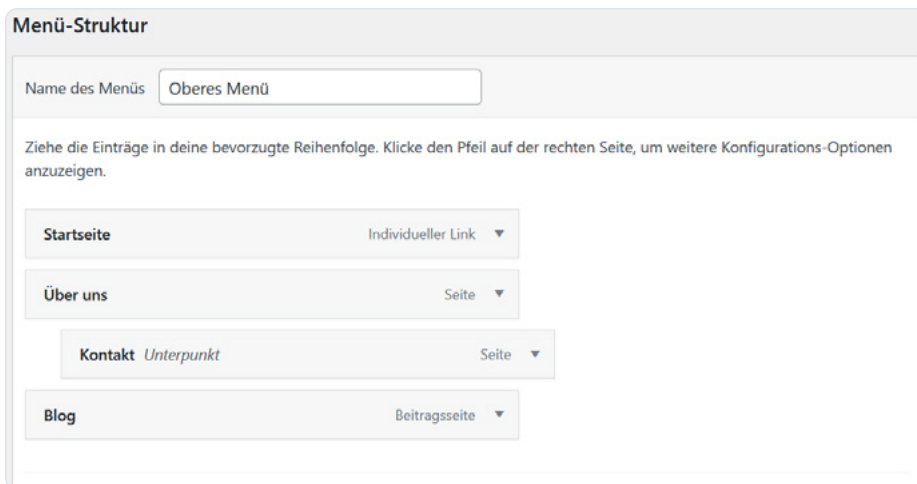 Menü-Struktur
Name des Menüs Oberes Menü
Ziehe die Einträge in deine bevorzugte Reihenfolge. Klicke den Pfeil auf der rechten Seite, um weitere Konfigurations-Optionen
anzuzeigen.
Startseite Individueller Link
Über uns Seite
Kontakt Unterpunkt Seite
Blog Beitragsseite